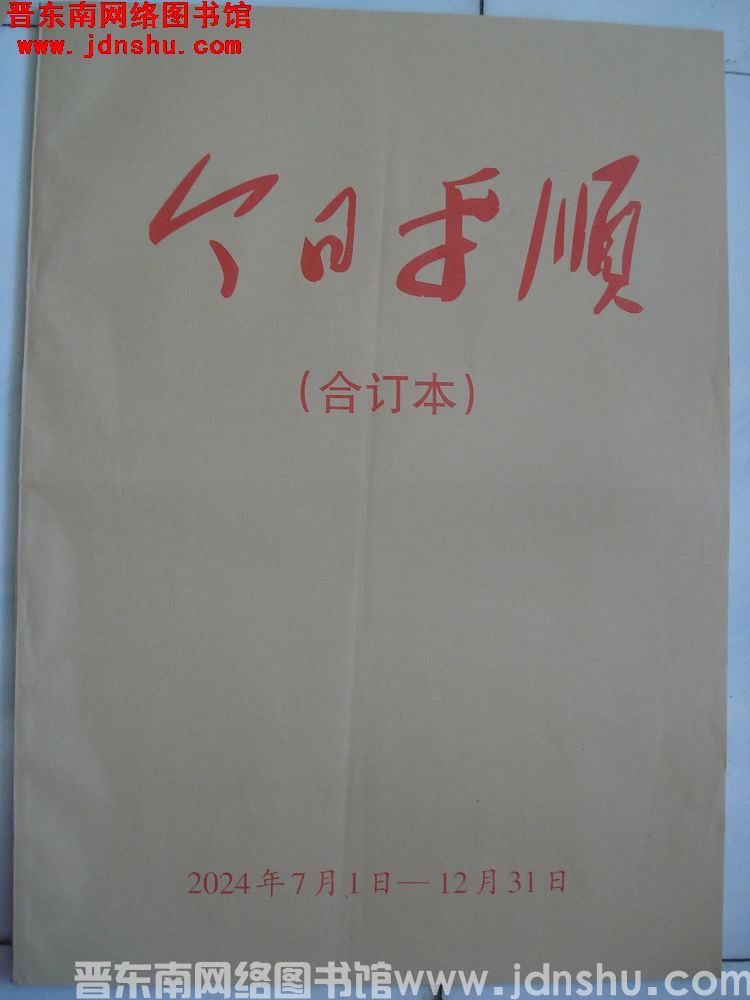 晋东南网络图书馆
www.jdnshu.com
今日平顺
(合订本)
2024年7月1日—12月31日
晋东南网络图书馆www.jdnshu.com